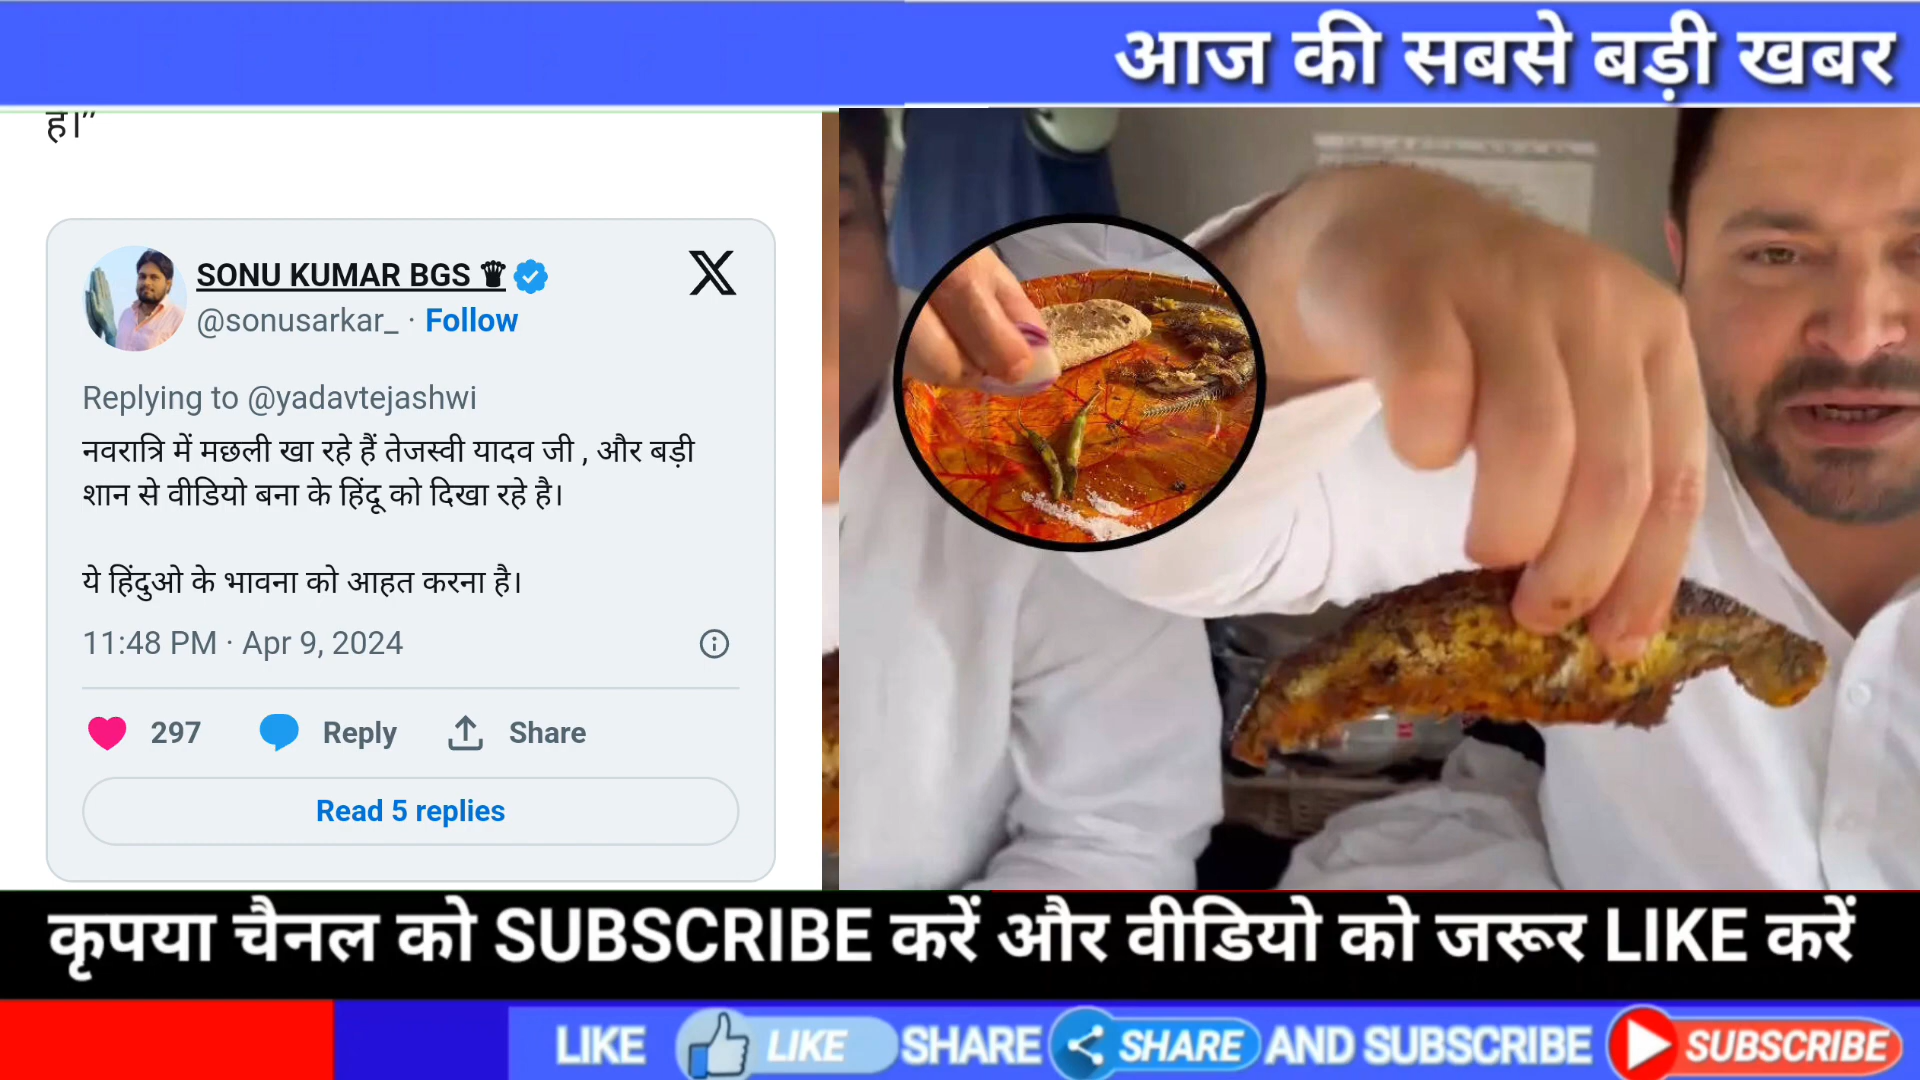 आज की सबसे बड़ी खबर
है।”
SONU KUMAR BGS ♛
@sonusarkar_ · Follow
Replying to @yadavtejashwi
नवरात्रि में मछली खा रहे हैं तेजस्वी यादव जी , और बड़ी
शान से वीडियो बना के हिंदू को दिखा रहे है।
ये हिंदुओ के भावना को आहत करना है।
11:48 PM · Apr 9, 2024
297 Reply Share
Read 5 replies
कृपया चैनल को SUBSCRIBE करें और वीडियो को जरूर LIKE करें
LIKE LIKE SHARE SHARE AND SUBSCRIBE SUBSCRIBE